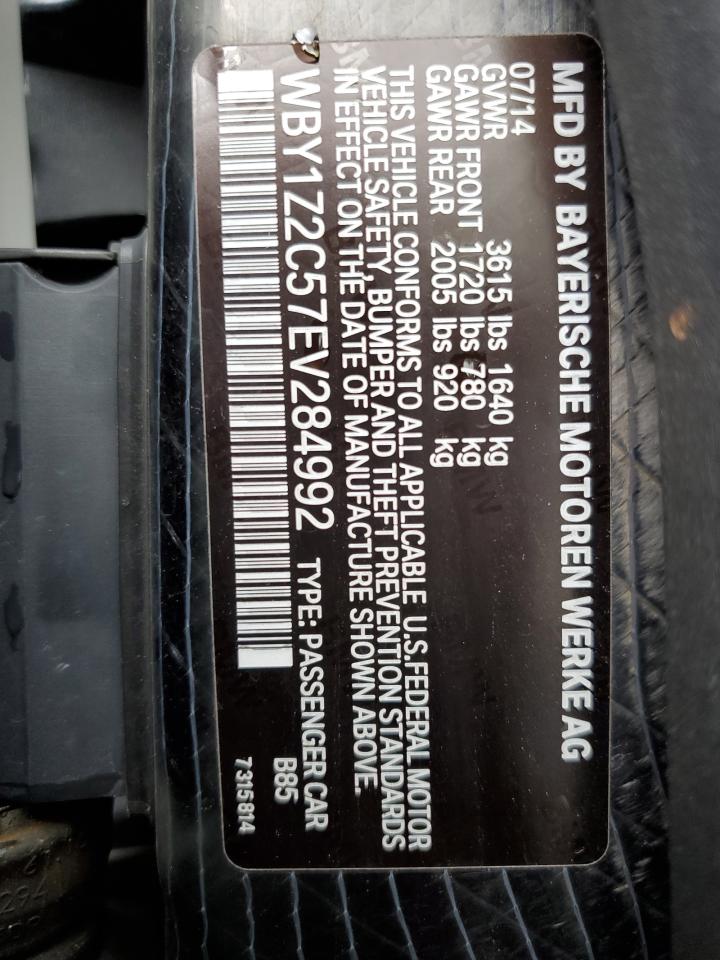 MFD BY BAYERISCHE MOTOREN WERKE AG
07/14
GVWR 3615 lbs 1640 kg
GAWR FRONT 1720 lbs 780 kg
GAWR REAR 2005 lbs 920 kg
THIS VEHICLE CONFORMS TO ALL APPLICABLE U.S.FEDERAL MOTOR
VEHICLE SAFETY, BUMPER AND THEFT PREVENTION STANDARDS
IN EFFECT ON THE DATE OF MANUFACTURE SHOWN ABOVE.
WBY1Z2C57EV284992 TYPE: PASSENGER CAR
B85
7315814
294